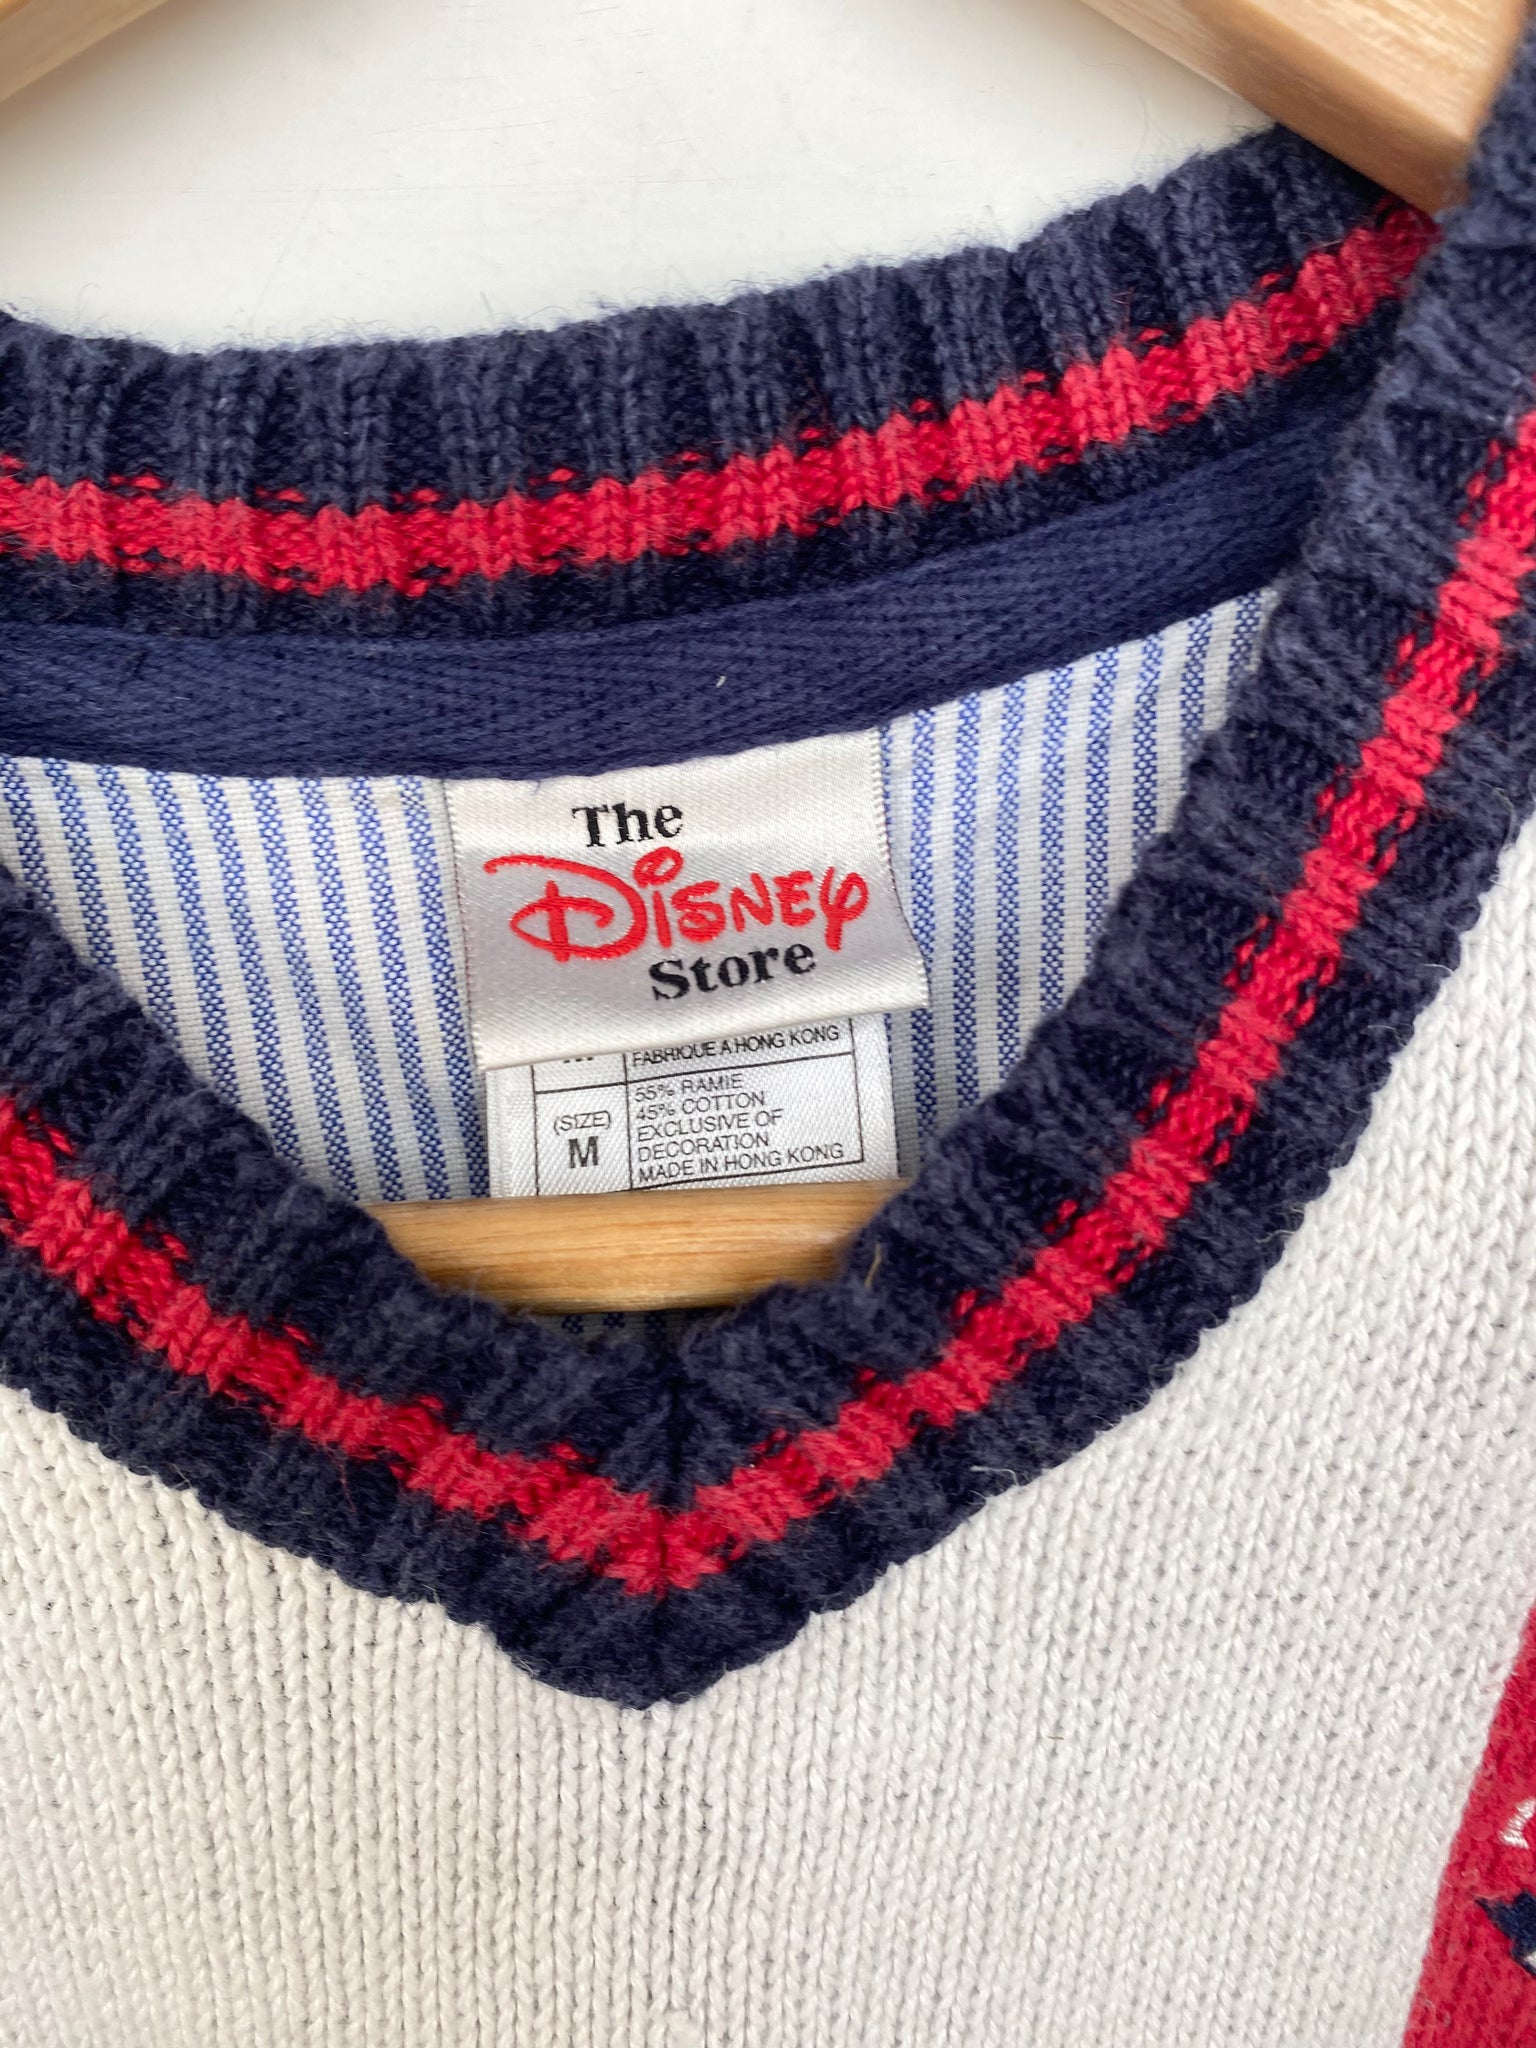 The
Disney
Store
FABRIQUE A HONG KONG
(SIZE)
M
55% RAMIE
45% COTTON
EXCLUSIVE OF
DECORATION
MADE IN HONG KONG